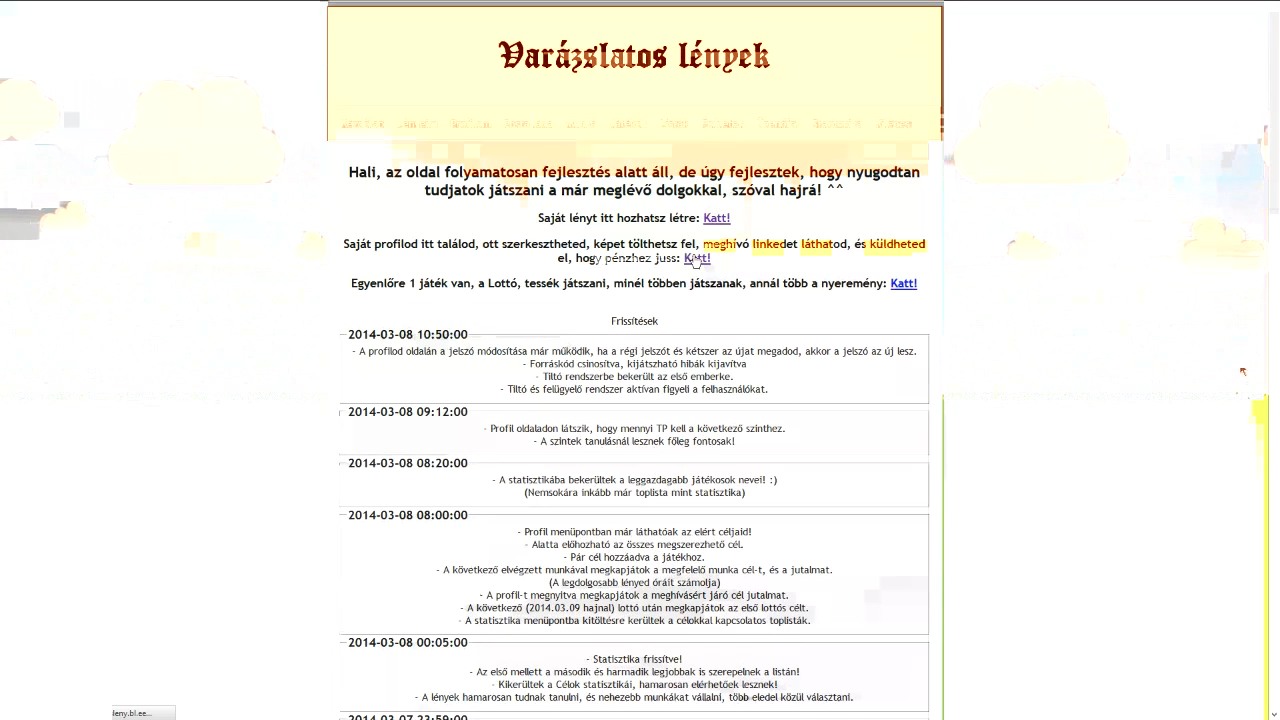 Varázslatos lények
Hali, az oldal folyamatosan fejlesztés alatt áll, de úgy fejlesztek, hogy nyugodtan
tudjatok játszani a már meglévő dolgokkal, szóval hajrá! ^^
Saját lényt itt hozhatsz létre: Katt!
Saját profilod itt találod, ott szerkesztheted, képet tölthetsz fel, meghívó linkedet láthatod, és küldheted
el, hogy pénzhez juss: Katt!
Egyenlőre 1 játék van, a Lottó, tessék játszani, minél többen játszanak, annál több a nyeremény: Katt!
Frissítések
2014-03-08 10:50:00
- A profilod oldalán a jelszó módosítása már működik, ha a régi jelszót és kétszer az újat megadod, akkor a jelszó az új lesz.
- Forráskód csinosítva, kijátszható hibák kijavítva
- Tiltó rendszerbe bekerült az első emberke.
- Tiltó és felügyelő rendszer aktívan figyeli a felhasználókat.
2014-03-08 09:12:00
- Profil oldaladon látszik, hogy mennyi TP kell a következő szinthez.
- A szintek tanulásnál lesznek főleg fontosak!
2014-03-08 08:20:00
- A statisztikába bekerültek a leggazdagabb játékosok nevei! :)
(Nemsokára inkább már toplista mint statisztika)
2014-03-08 08:00:00
- Profil menüpontban már láthatóak az elért céljaid!
- Alatta előhozható az összes megszerezhető cél.
- Pár cél hozzáadva a játékhoz.
- A következő elvégzett munkával megkapjátok a megfelelő munka cél-t, és a jutalmat.
(A legdolgosabb lényed óráit számolja)
- A profil-t megnyitva megkapjátok a meghívásért járó cél jutalmat.
- A következő (2014.03.09 hajnal) lottó után megkapjátok az első lottós célt.
- A statisztika menüpontba kitöltésre kerültek a célokkal kapcsolatos toplisták.
2014-03-08 00:05:00
- Statisztika frissítve!
- Az első mellett a második és harmadik legjobbak is szerepelnek a listán!
- Kikerültek a Célok statisztikái, hamarosan elérhetőek lesznek!
- A lények hamarosan tudnak tanulni, és nehezebb munkákat vállalni, több eledel közül választani.
2014-03-07 23:59:00
leny.bl.ee...